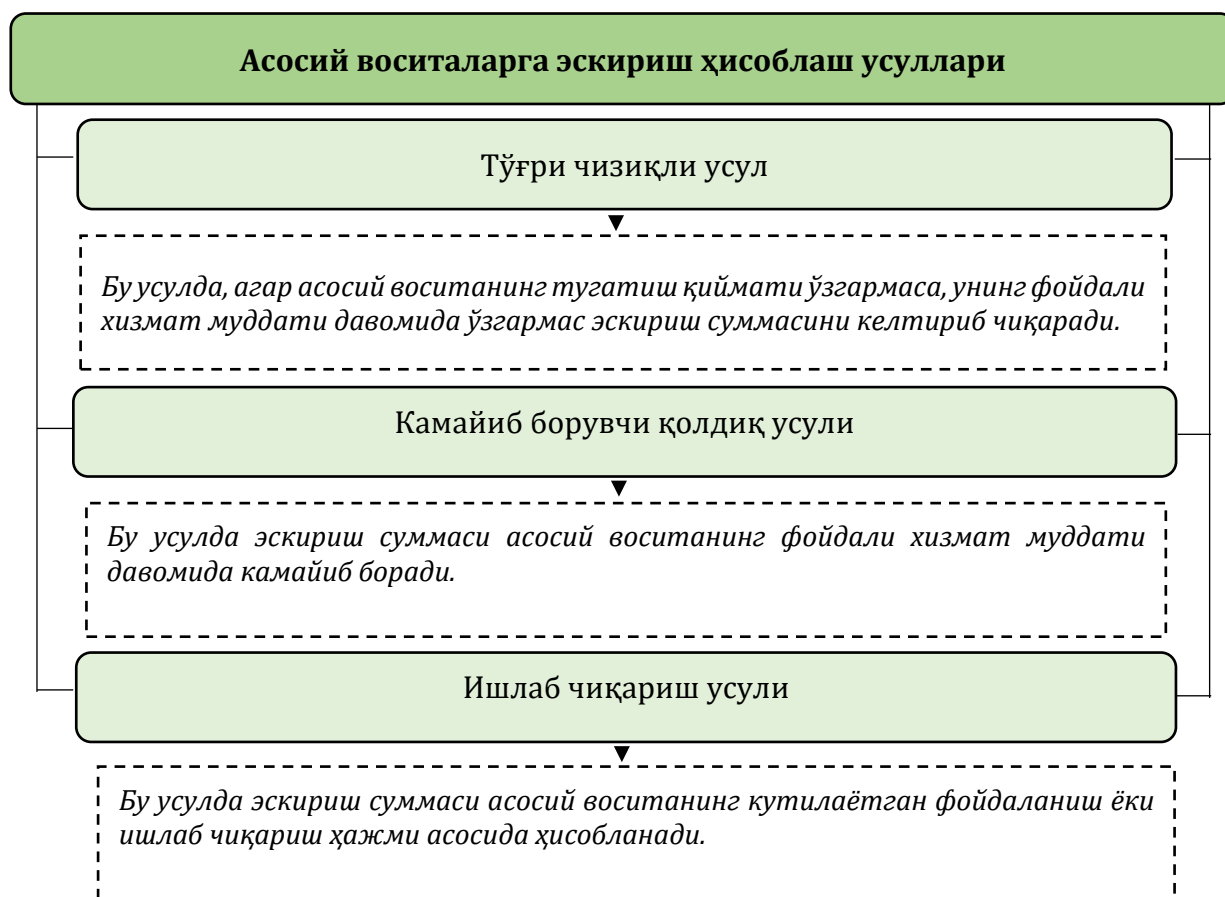 Асосий воситаларга эскириш ҳисоблаш усуллари
Тўғри чизиқли усул
Бу усулда, агар асосий воситанинг тугатиш қиймати ўзгармаса, унинг фойдали
хизмат муддати давомида ўзгармас эскириш суммасини келтириб чиқаради.
Камайиб борувчи қолдиқ усули
Бу усулда эскириш суммаси асосий воситанинг фойдали хизмат муддати
давомида камайиб боради.
Ишлаб чиқариш усули
Бу усулда эскириш суммаси асосий воситанинг кутилаётган фойдаланиш ёки
ишлаб чиқариш ҳажми асосида ҳисобланади.